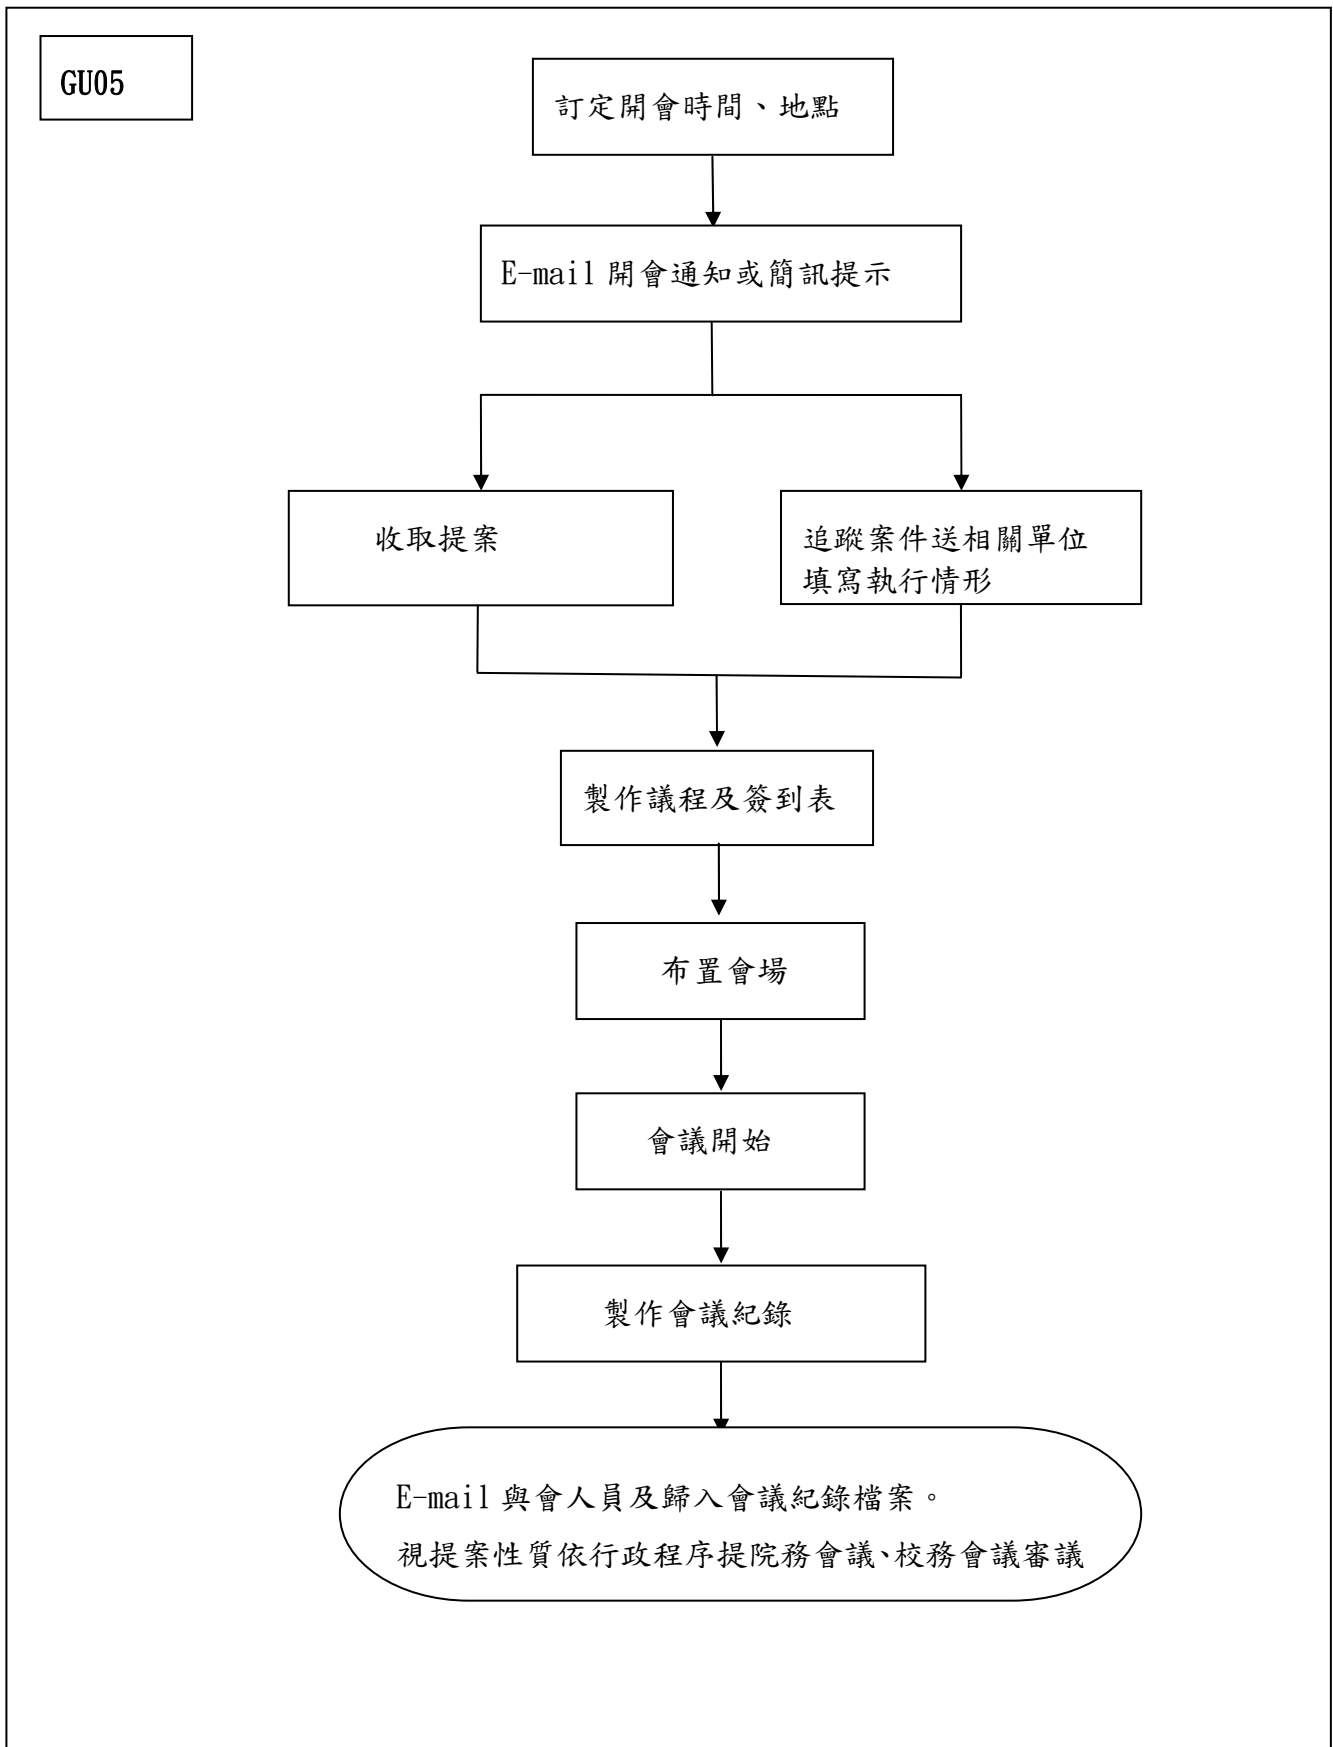 GU05
訂定開會時間、地點
E-mail 開會通知或簡訊提示
收取提案
追蹤案件送相關單位
填寫執行情形
製作議程及簽到表
布置會場
會議開始
製作會議紀錄
E-mail 與會人員及歸入會議紀錄檔案。
視提案性質依行政程序提院務會議、校務會議審議